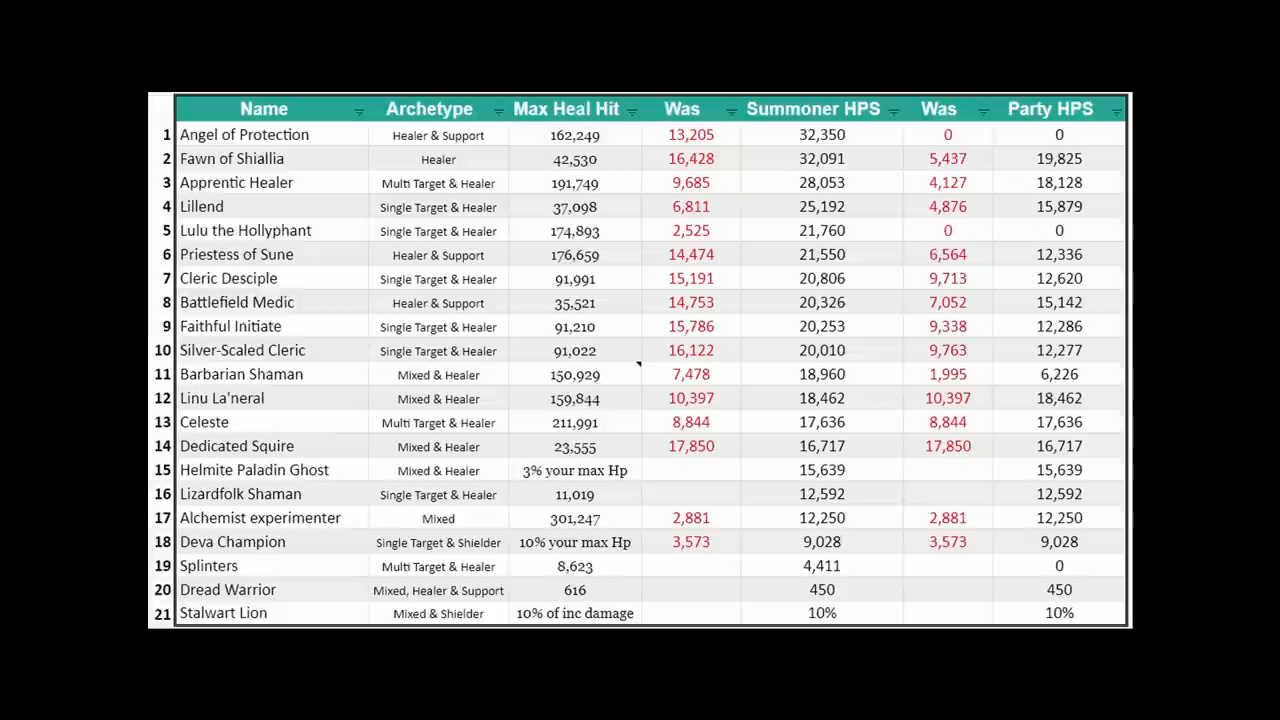 Name Archetype Max Heal Hit Was Summoner HPS Was Party HPS
1 Angel of Protection Healer & Support 162,249 13,205 32,350 0 0
2 Fawn of Shiallia Healer 42,530 16,428 32,091 5,437 19,825
3 Apprentic Healer Multi Target & Healer 191,749 9,685 28,053 4,127 18,128
4 Lillend Single Target & Healer 37,098 6,811 25,192 4,876 15,879
5 Lulu the Hollyphant Single Target & Healer 174,893 2,525 21,760 0 0
6 Priestess of Sune Healer & Support 176,659 14,474 21,550 6,564 12,336
7 Cleric Desciple Single Target & Healer 91,991 15,191 20,806 9,713 12,620
8 Battlefield Medic Healer & Support 35,521 14,753 20,326 7,052 15,142
9 Faithful Initiate Single Target & Healer 91,210 15,786 20,253 9,338 12,286
10 Silver-Scaled Cleric Single Target & Healer 91,022 16,122 20,010 9,763 12,277
11 Barbarian Shaman Mixed & Healer 150,929 7,478 18,960 1,995 6,226
12 Linu La'neral Mixed & Healer 159,844 10,397 18,462 10,397 18,462
13 Celeste Multi Target & Healer 211,991 8,844 17,636 8,844 17,636
14 Dedicated Squire Mixed & Healer 23,555 17,850 16,717 17,850 16,717
15 Helmite Paladin Ghost Mixed & Healer 3% your max Hp 15,639 15,639
16 Lizardfolk Shaman Single Target & Healer 11,019 12,592 12,592
17 Alchemist experimenter Mixed 301,247 2,881 12,250 2,881 12,250
18 Deva Champion Single Target & Shielder 10% your max Hp 3,573 9,028 3,573 9,028
19 Splinters Multi Target & Healer 8,623 4,411 0
20 Dread Warrior Mixed, Healer & Support 616 450 450
21 Stalwart Lion Mixed & Shielder 10% of inc damage 10% 10%